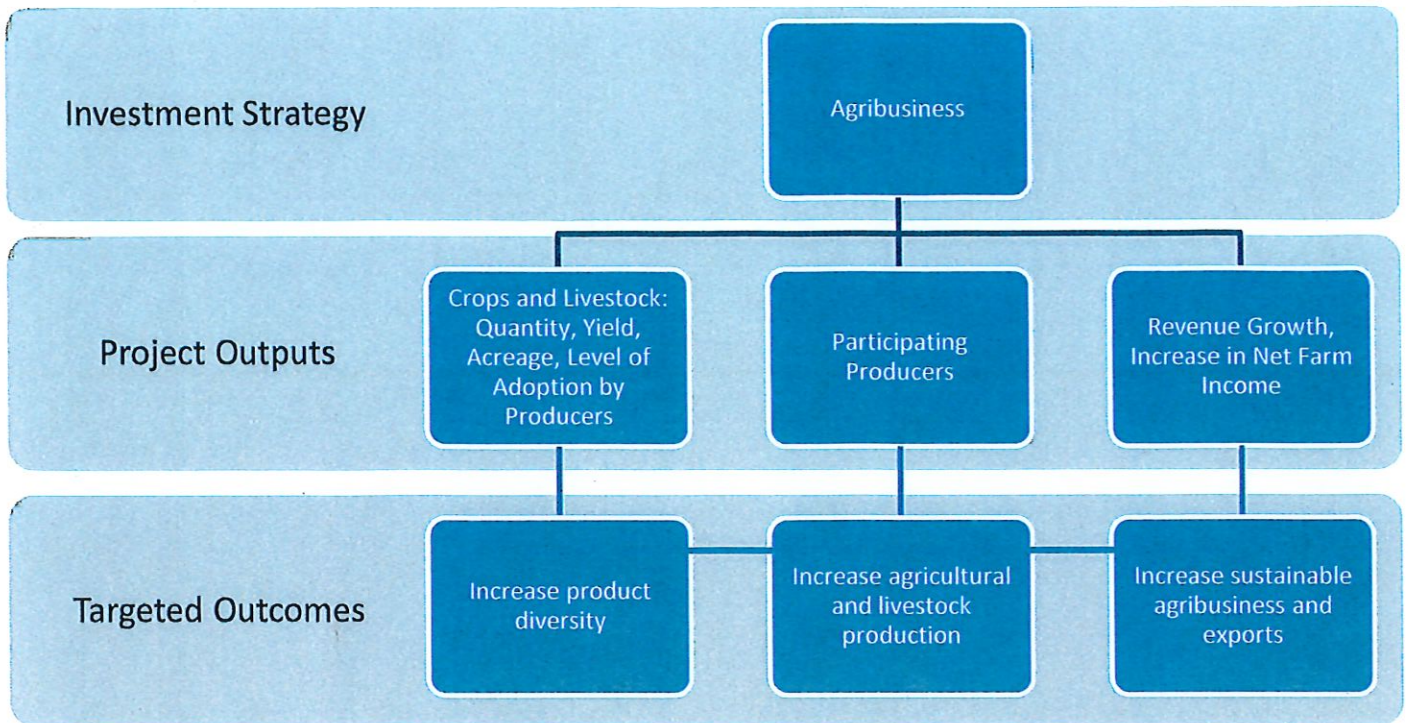 Investment Strategy
Agribusiness
Project Outputs
Crops and Livestock:
Quantity, Yield,
Acreage, Level of
Adoption by
Producers
Participating
Producers
Revenue Growth,
Increase in Net Farm
Income
Targeted Outcomes
Increase product
diversity
Increase agricultural
and livestock
production
Increase sustainable
agribusiness and
exports